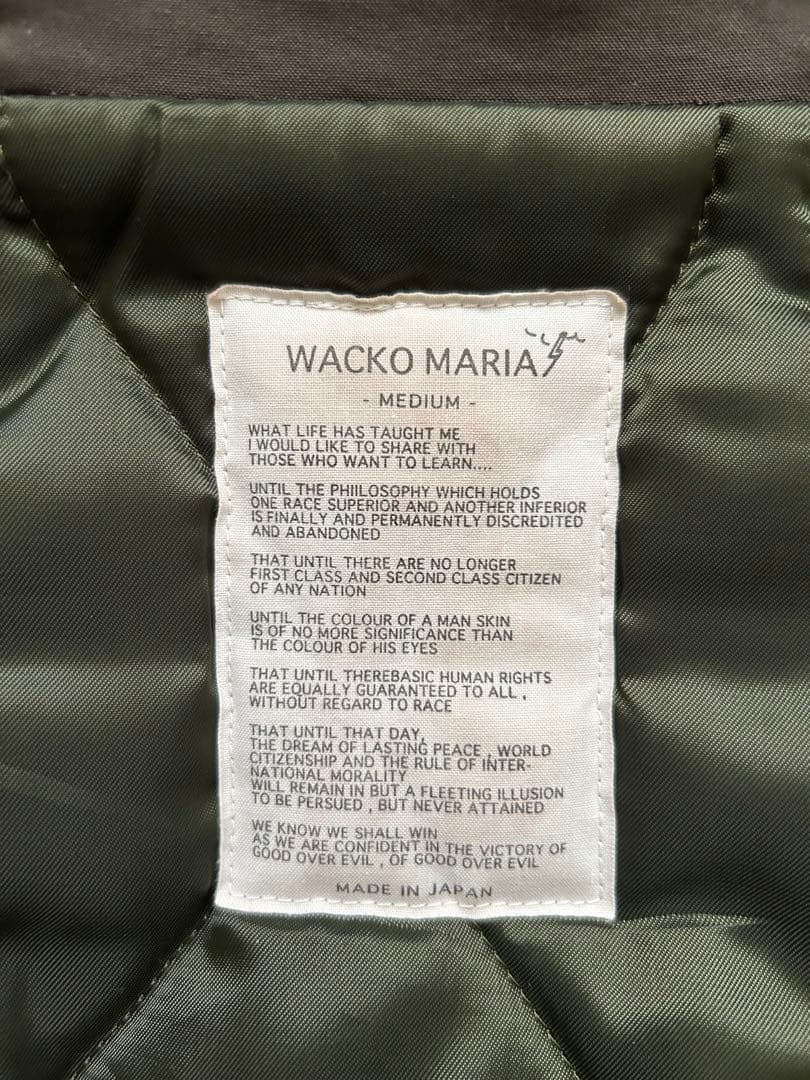 WACKO MARIA
- MEDIUM -
WHAT LIFE HAS TAUGHT ME
I WOULD LIKE TO SHARE WITH
THOSE WHO WANT TO LEARN....
UNTIL THE PHIILOSOPHY WHICH HOLDS
ONE RACE SUPERIOR AND ANOTHER INFERIOR
IS FINALLY AND PERMANENTLY DISCREDITED
AND ABANDONED
THAT UNTIL THERE ARE NO LONGER
FIRST CLASS AND SECOND CLASS CITIZEN
OF ANY NATION
UNTIL THE COLOUR OF A MAN SKIN
IS OF NO MORE SIGNIFICANCE THAN
THE COLOUR OF HIS EYES
THAT UNTIL THEREBASIC HUMAN RIGHTS
ARE EQUALLY GUARANTEED TO ALL ,
WITHOUT REGARD TO RACE
THAT UNTIL THAT DAY,
THE DREAM OF LASTING PEACE , WORLD
CITIZENSHIP AND THE RULE OF INTER-
NATIONAL MORALITY
WILL REMAIN IN BUT A FLEETING ILLUSION
TO BE PERSUED , BUT NEVER ATTAINED
WE KNOW WE SHALL WIN
AS WE ARE CONFIDENT IN THE VICTORY OF
GOOD OVER EVIL , OF GOOD OVER EVIL
MADE IN JAPAN